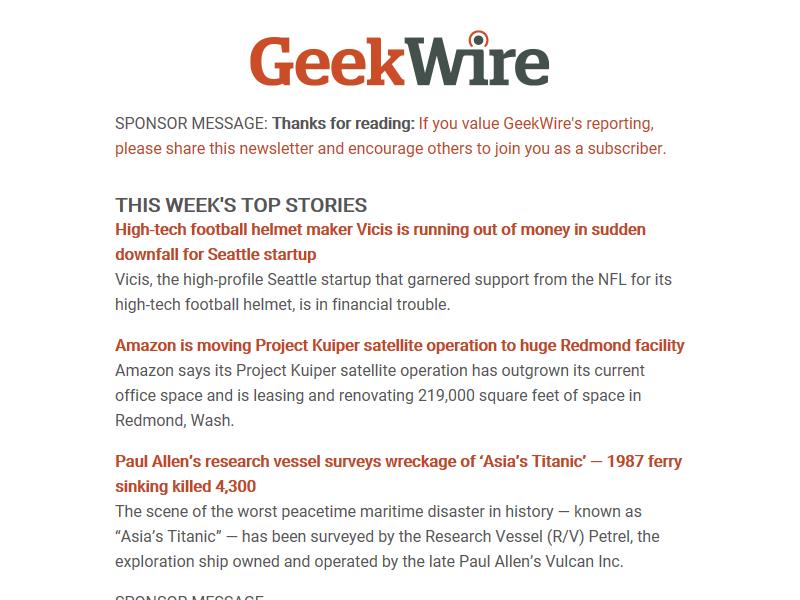 GeekWire
SPONSOR MESSAGE: Thanks for reading: If you value GeekWire's reporting,
please share this newsletter and encourage others to join you as a subscriber.
THIS WEEK'S TOP STORIES
High-tech football helmet maker Vicis is running out of money in sudden
downfall for Seattle startup
Vicis, the high-profile Seattle startup that garnered support from the NFL for its
high-tech football helmet, is in financial trouble.
Amazon is moving Project Kuiper satellite operation to huge Redmond facility
Amazon says its Project Kuiper satellite operation has outgrown its current
office space and is leasing and renovating 219,000 square feet of space in
Redmond, Wash.
Paul Allen’s research vessel surveys wreckage of ‘Asia’s Titanic’ — 1987 ferry
sinking killed 4,300
The scene of the worst peacetime maritime disaster in history — known as
“Asia’s Titanic” — has been surveyed by the Research Vessel (R/V) Petrel, the
exploration ship owned and operated by the late Paul Allen’s Vulcan Inc.
SPONSOR MESSAGE